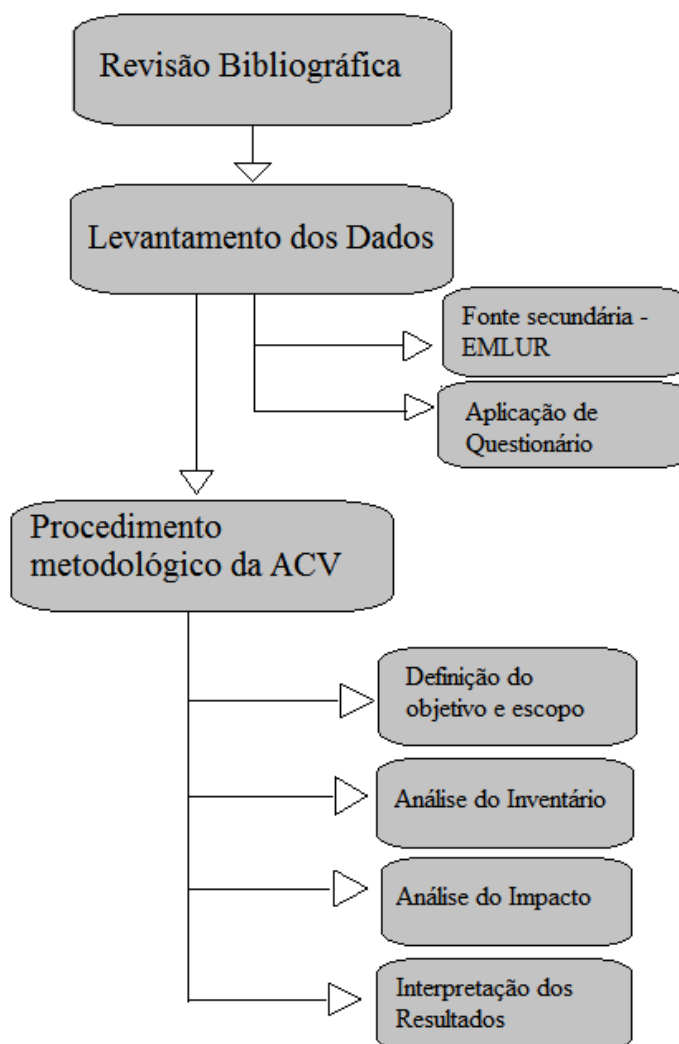 Revisão Bibliográfica
Levantamento dos Dados
Fonte secundária -
EMLUR
Aplicação de
Questionário
Procedimento
metodológico da ACV
Definição do
objetivo e escopo
Análise do Inventário
Análise do Impacto
Interpretação dos
Resultados